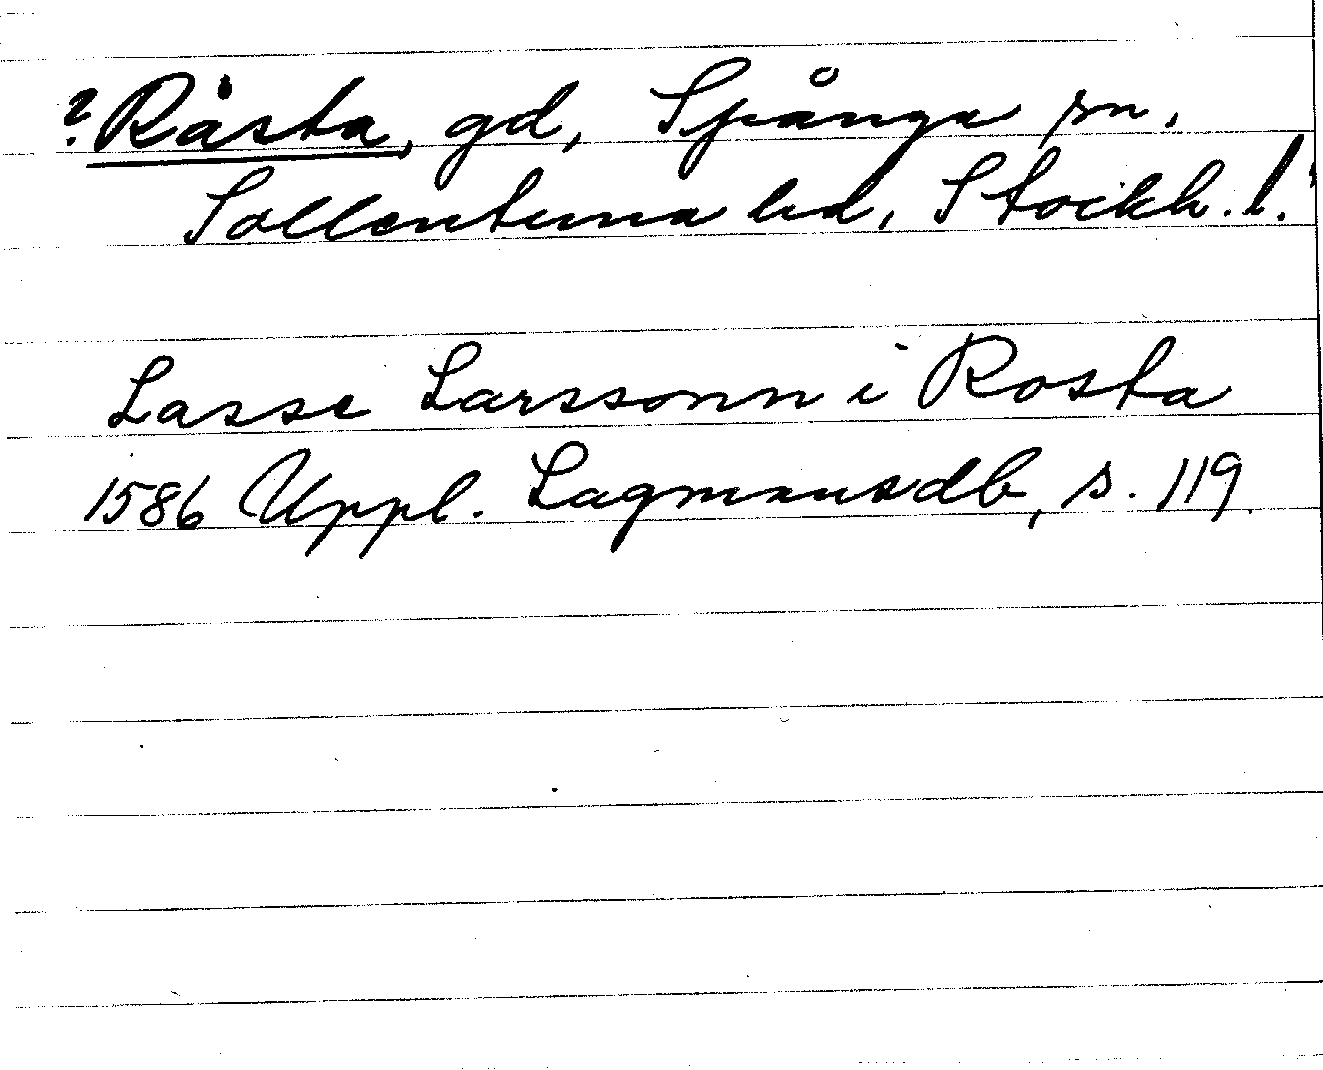 ? Råsta, gd, Spånga sn,
Sollentuna hd, Stockh. l.
Lasse Larssonn i Rosta
1586 Uppl. Lagmansdb, s. 119.